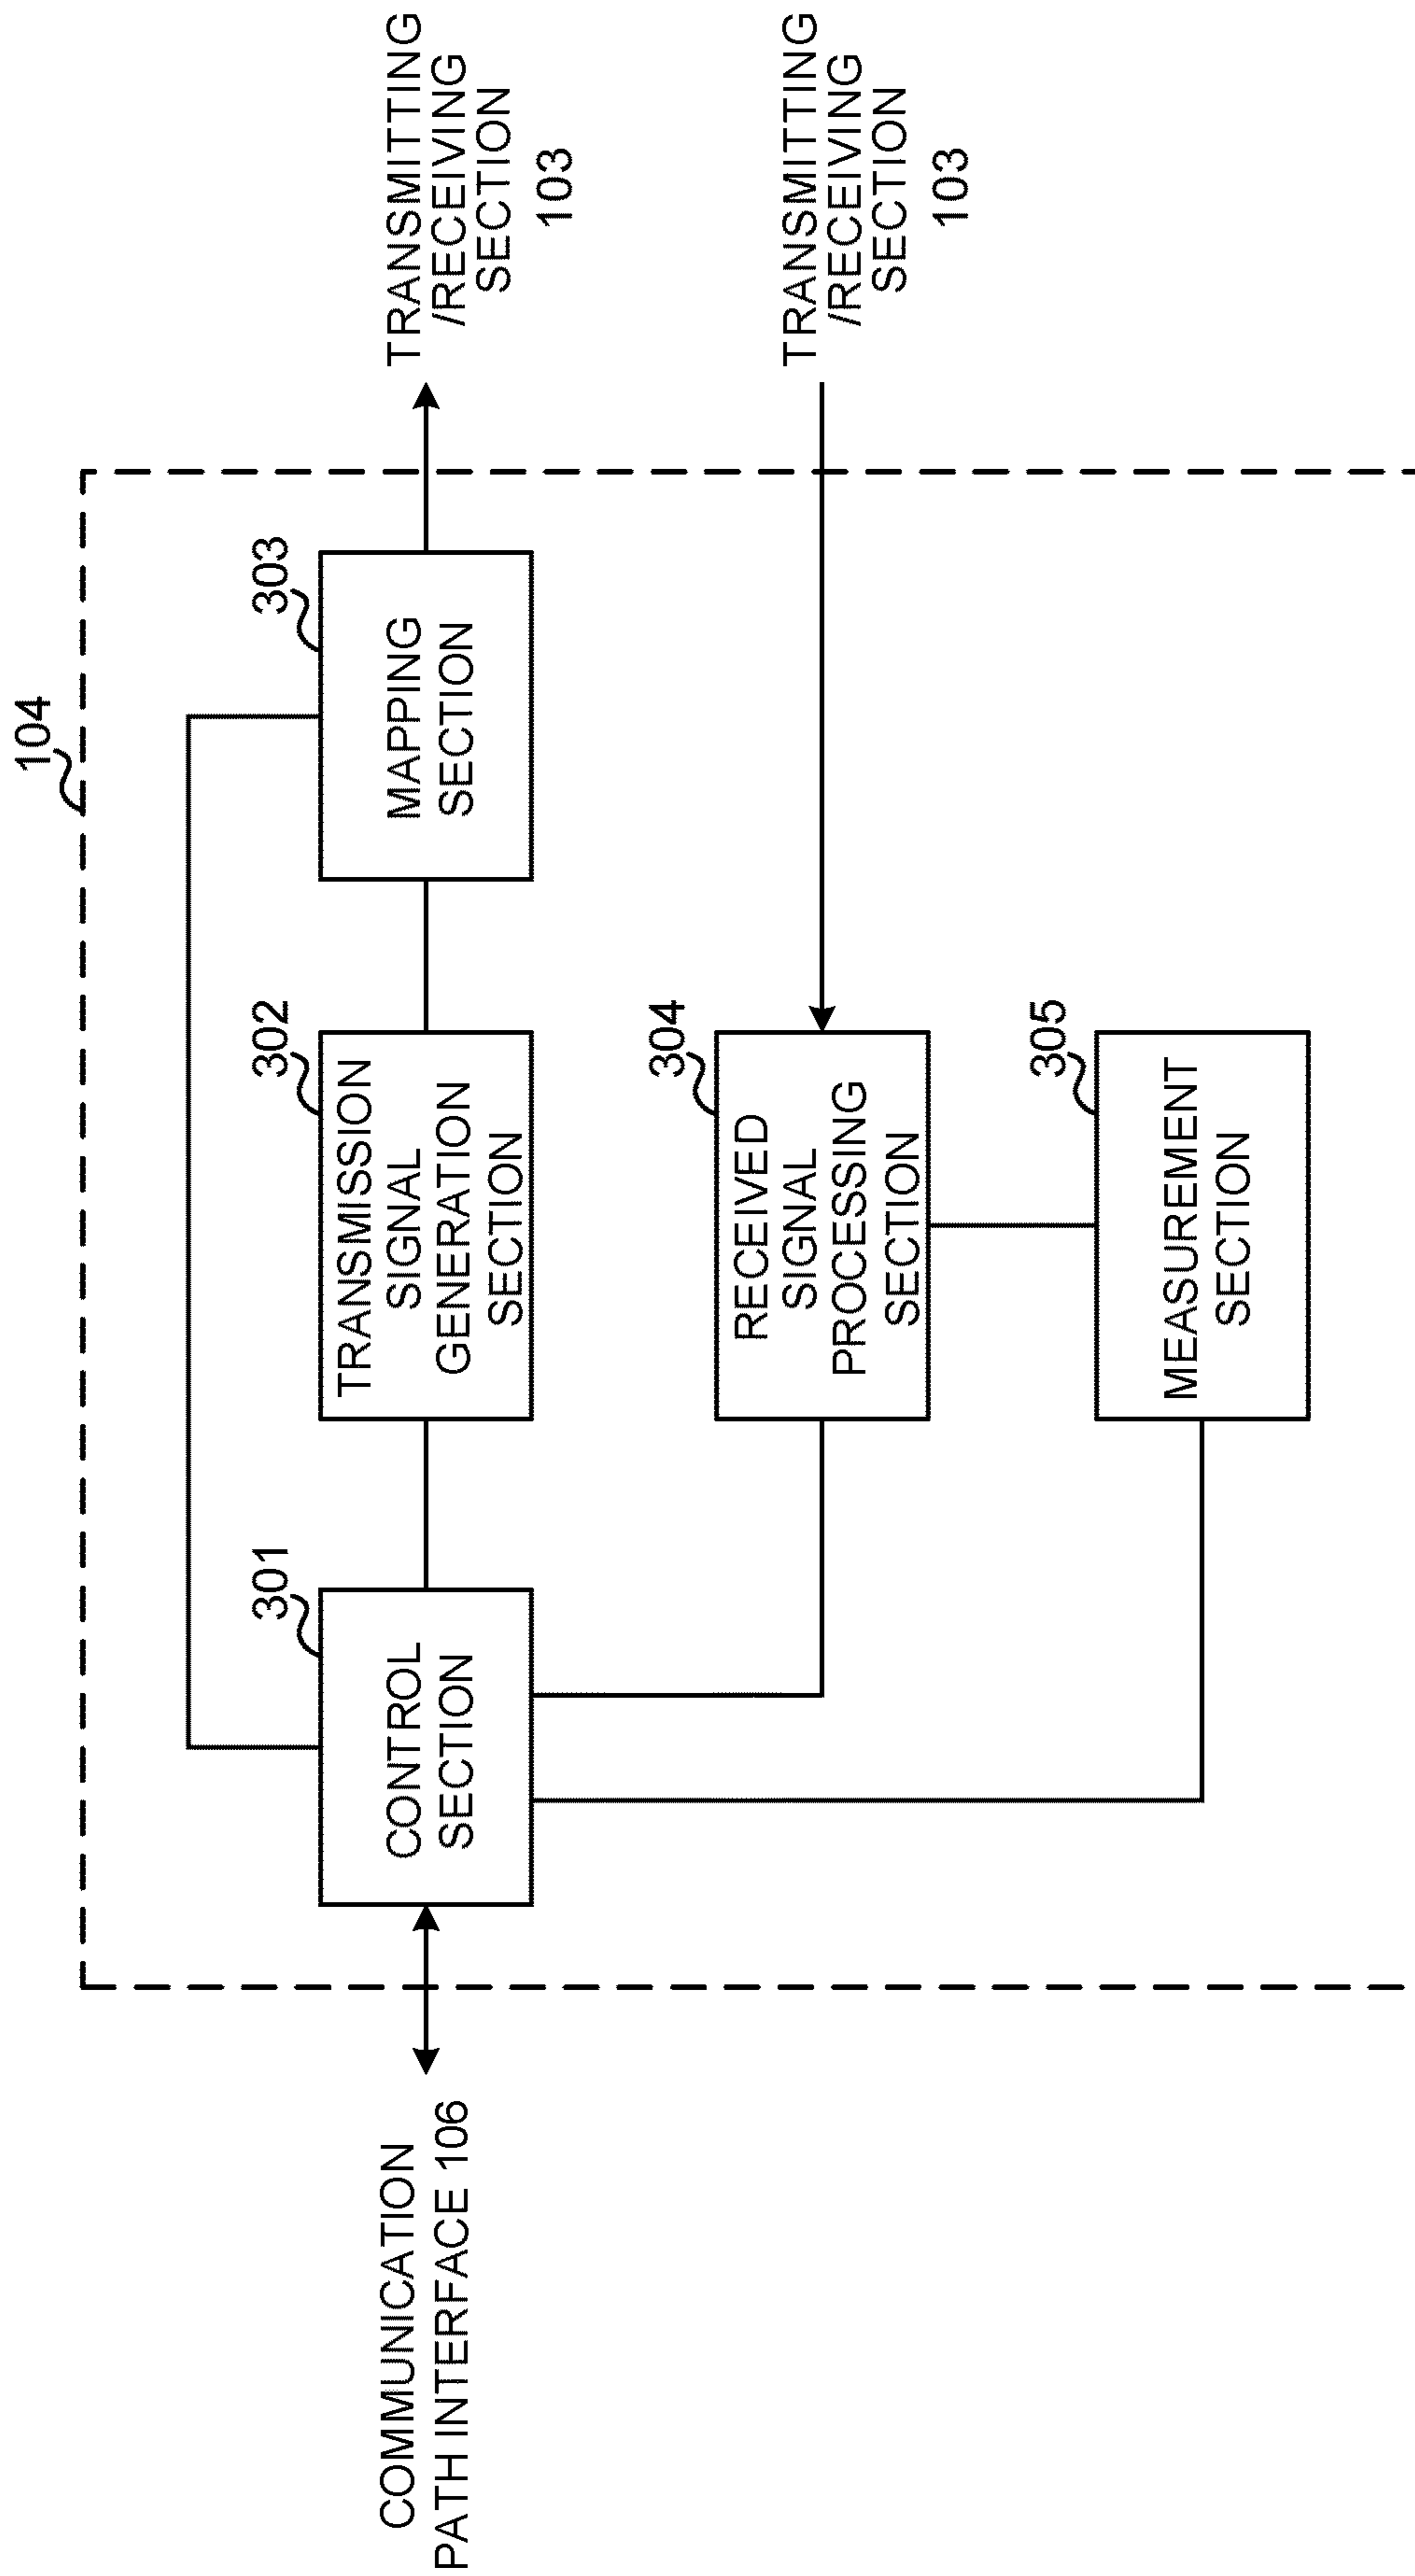 104
301
302
303
COMMUNICATION
PATH INTERFACE 106
CONTROL
SECTION
TRANSMISSION
SIGNAL
GENERATION
SECTION
MAPPING
SECTION
TRANSMITTING
/RECEIVING
SECTION
103
304
RECEIVED
SIGNAL
PROCESSING
SECTION
TRANSMITTING
/RECEIVING
SECTION
103
305
MEASUREMENT
SECTION